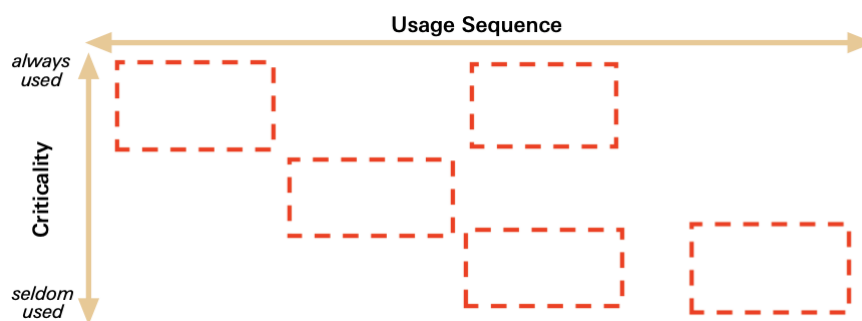 Usage Sequence
always
used
Criticality
seldom
used